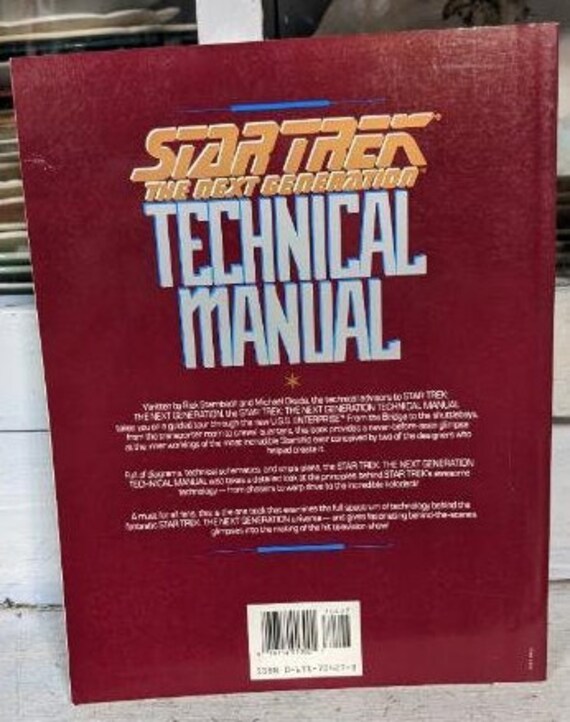 STAR TREK
THE NEXT GENERATION
TECHNICAL
MANUAL
Written by Rick Sternbach and Michael Okuda, the technical advisors to STAR TREK:
THE NEXT GENERATION, the STAR TREK: THE NEXT GENERATION TECHNICAL MANUAL
takes you on a guided tour through the new U.S.S. ENTERPRISE™ From the Bridge to the shuttlebays,
from the transporter room to crews' quarters, this book provides a never-before-seen glimpse
at the inner workings of the most incredible Starship ever conceived by two of the designers who
helped create it.
Full of diagrams, technical schematics, and ship's plans, the STAR TREK: THE NEXT GENERATION
TECHNICAL MANUAL also takes a detailed look at the principles behind STAR TREK's awesome
technology — from phasers to warp drive to the incredible holodeck!
A must for all fans, this is the one book that examines the full spectrum of technology behind the
fantastic STAR TREK: THE NEXT GENERATION universe — and gives fascinating behind-the-scenes
glimpses into the making of the hit television show!
ISBN 0-671-70427-3